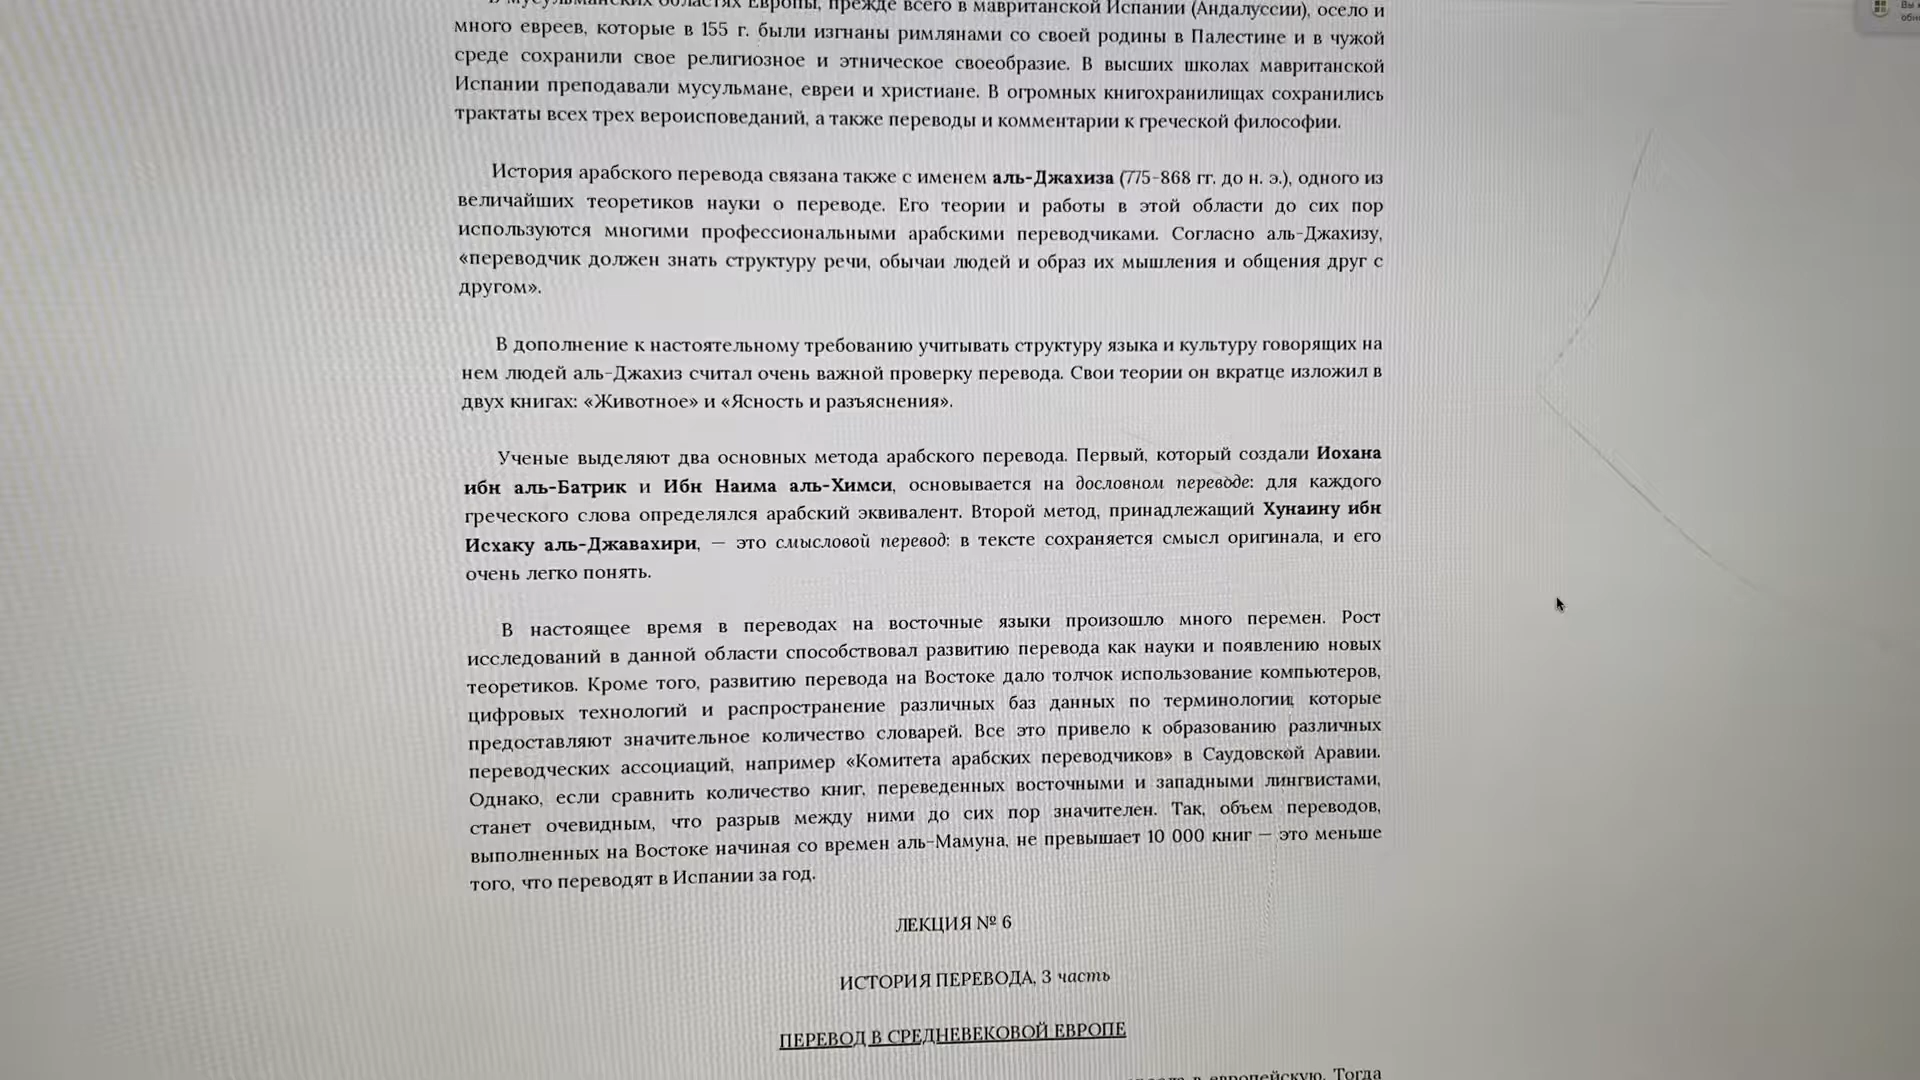 В мусульманских областях Европы, прежде всего в мавританской Испании (Андалуссии), осело и
много евреев, которые в 155 г. были изгнаны римлянами со своей родины в Палестине и в чужой
среде сохранили свое религиозное и этническое своеобразие. В высших школах мавританской
Испании преподавали мусульмане, евреи и христиане. В огромных книгохранилищах сохранились
трактаты всех трех вероисповеданий, а также переводы и комментарии к греческой философии.
История арабского перевода связана также с именем аль-Джахиза (775-868 гг. до н. э.), одного из
величайших теоретиков науки о переводе. Его теории и работы в этой области до сих пор
используются многими профессиональными арабскими переводчиками. Согласно аль-Джахизу,
«переводчик должен знать структуру речи, обычаи людей и образ их мышления и общения друг с
другом».
В дополнение к настоятельному требованию учитывать структуру языка и культуру говорящих на
нем людей аль-Джахиз считал очень важной проверку перевода. Свои теории он вкратце изложил в
двух книгах: «Животное» и «Ясность и разъяснения».
Ученые выделяют два основных метода арабского перевода. Первый, который создали Иохана
ибн аль-Батрик и Ибн Наима аль-Химси, основывается на дословном переводе: для каждого
греческого слова определялся арабский эквивалент. Второй метод, принадлежащий Хунаину ибн
Исхаку аль-Джавахири, — это смысловой перевод: в тексте сохраняется смысл оригинала, и его
очень легко понять.
В настоящее время в переводах на восточные языки произошло много перемен. Рост
исследований в данной области способствовал развитию перевода как науки и появлению новых
теоретиков. Кроме того, развитию перевода на Востоке дало толчок использование компьютеров,
цифровых технологий и распространение различных баз данных по терминологии, которые
предоставляют значительное количество словарей. Все это привело к образованию различных
переводческих ассоциаций, например «Комитета арабских переводчиков» в Саудовской Аравии.
Однако, если сравнить количество книг, переведенных восточными и западными лингвистами,
станет очевидным, что разрыв между ними до сих пор значителен. Так, объем переводов,
выполненных на Востоке начиная со времен аль-Мамуна, не превышает 10 000 книг — это меньше
того, что переводят в Испании за год.
ЛЕКЦИЯ № 6
ИСТОРИЯ ПЕРЕВОДА, 3 часть
ПЕРЕВОД В СРЕДНЕВЕКОВОЙ ЕВРОПЕ
в европейскую. Тогда